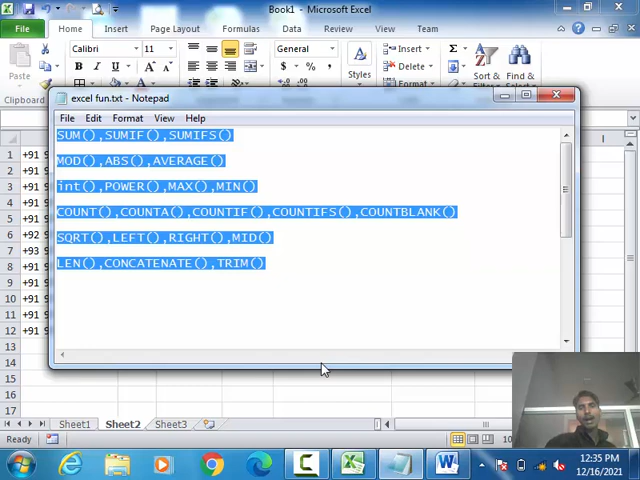 Book1 - Microsoft Excel
File Home Insert Page Layout Formulas Data Review View Team
Calibri 11 General Insert Σ
Paste B I U A $ % , Styles Delete Sort & Find &
Format Filter Select
Clipboard
excel fun.txt - Notepad
File Edit Format View Help
SUM(),SUMIF(),SUMIFS()
MOD(),ABS(),AVERAGE()
int(),POWER(),MAX(),MIN()
COUNT(),COUNTA(),COUNTIF(),COUNTIFS(),COUNTBLANK()
SQRT(),LEFT(),RIGHT(),MID()
LEN(),CONCATENATE(),TRIM()
I
1 +91 9
2 +91 9
3 +91 9
4 +91 9
5 +91 9
6 +92 9
7 +93 9
8 +91 9
9 +91 9
10 +91 9
11 +91 9
12 +91 9
13
14
15
16
17
Sheet1 Sheet2 Sheet3
Ready 10
12:35 PM
12/16/2021